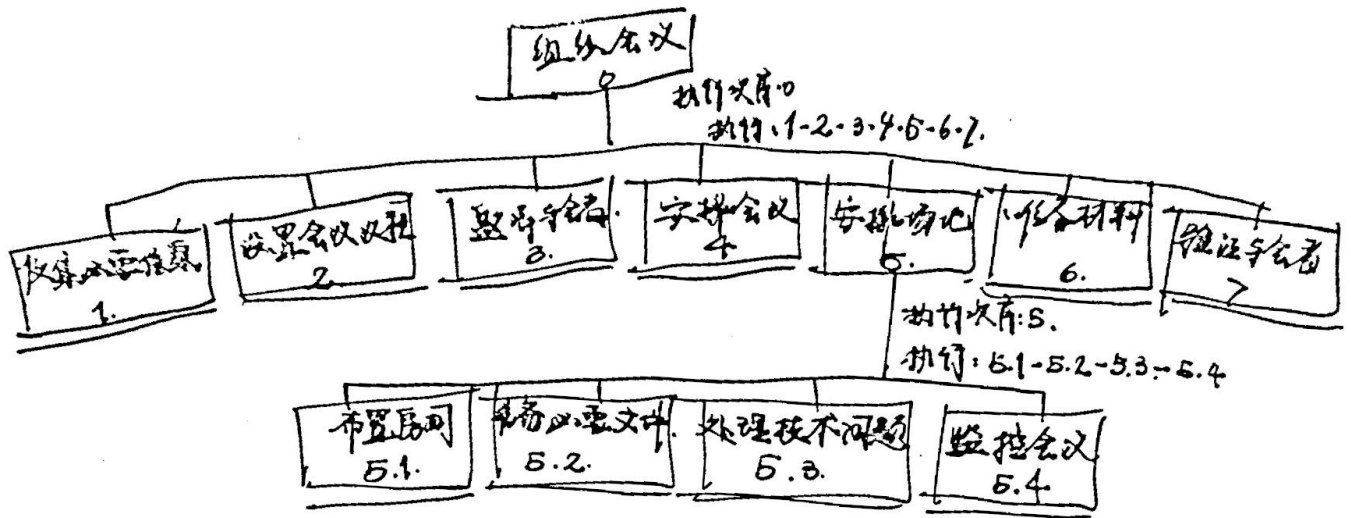 组织会议
0
执行次序:0
执行:1-2-3-4-5-6-7.
收集必要信息
1.
设置会议议程
2.
与会者.
3.
安排会议
4
安排场地
5.
准备材料
6.
与会者
7
执行次序:5.
执行:5.1-5.2-5.3-5.4
布置房间
5.1.
准备必要文件.
5.2.
处理技术问题
5.3.
监控会议
5.4.